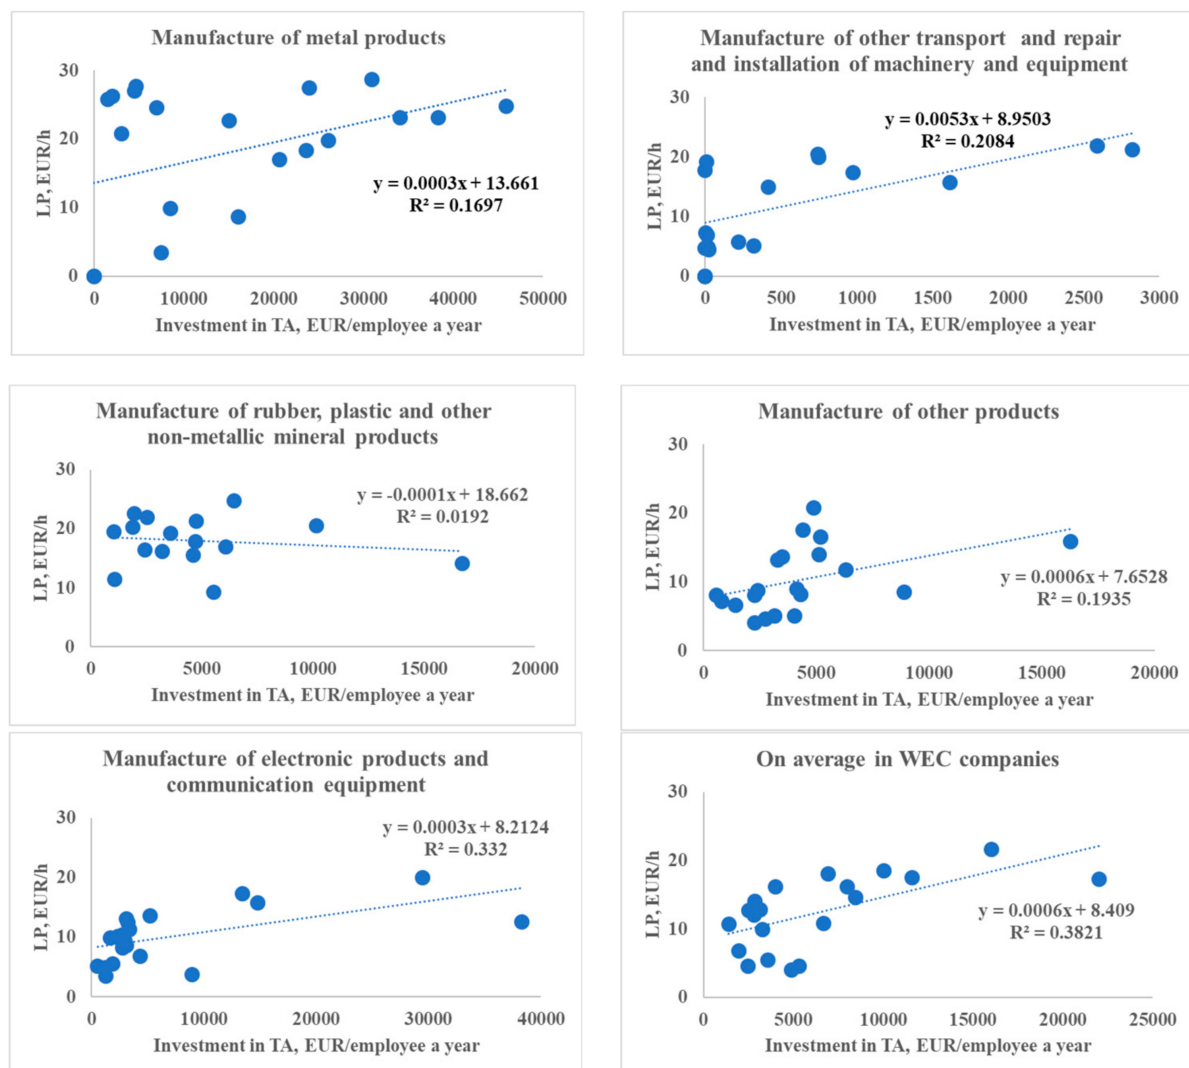 Manufacture of metal products
30
20
10
0
LP, EUR/h
y = 0.0003x + 13.661
R² = 0.1697
0 10000 20000 30000 40000 50000
Investment in TA, EUR/employee a year
Manufacture of other transport and repair
and installation of machinery and equipment
30
20
10
0
LP, EUR/h
y = 0.0053x + 8.9503
R² = 0.2084
0 500 1000 1500 2000 2500 3000
Investment in TA, EUR/employee a year
Manufacture of rubber, plastic and other
non-metallic mineral products
30
20
10
0
LP, EUR/h
y = -0.0001x + 18.662
R² = 0.0192
0 5000 10000 15000 20000
Investment in TA, EUR/employee a year
Manufacture of other products
30
20
10
0
LP, EUR/h
y = 0.0006x + 7.6528
R² = 0.1935
0 5000 10000 15000 20000
Investment in TA, EUR/employee a year
Manufacture of electronic products and
communication equipment
30
20
10
0
LP, EUR/h
y = 0.0003x + 8.2124
R² = 0.332
0 10000 20000 30000 40000
Investment in TA, EUR/employee a year
On average in WEC companies
30
20
10
0
LP, EUR/h
y = 0.0006x + 8.409
R² = 0.3821
0 5000 10000 15000 20000 25000
Investment in TA, EUR/employee a year